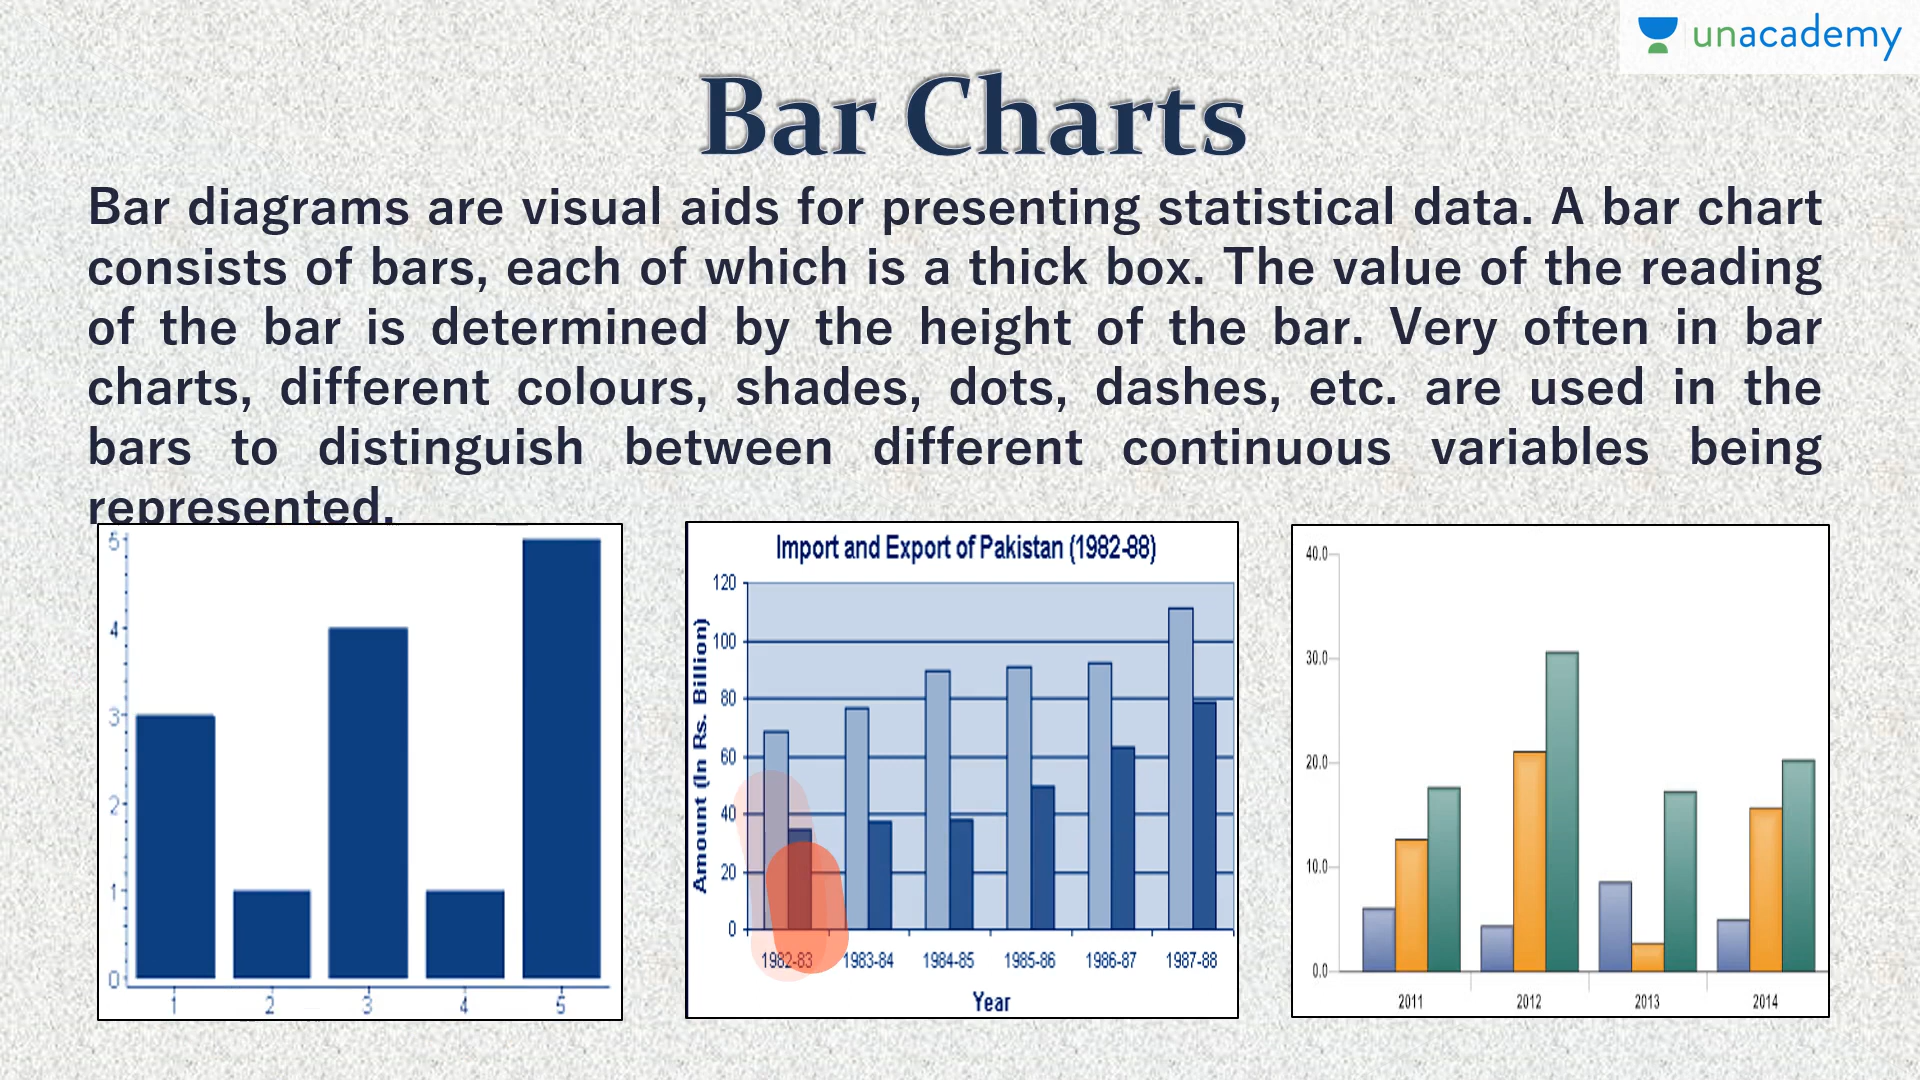 unacademy
Bar Charts
Bar diagrams are visual aids for presenting statistical data. A bar chart
consists of bars, each of which is a thick box. The value of the reading
of the bar is determined by the height of the bar. Very often in bar
charts, different colours, shades, dots, dashes, etc. are used in the
bars to distinguish between different continuous variables being
represented.
5
4
3
2
1
0
1 2 3 4 5
Import and Export of Pakistan (1982-88)
Amount (In Rs. Billion)
120
100
80
60
40
20
0
1982-83 1983-84 1984-85 1985-86 1986-87 1987-88
Year
40.0
30.0
20.0
10.0
0.0
2011 2012 2013 2014